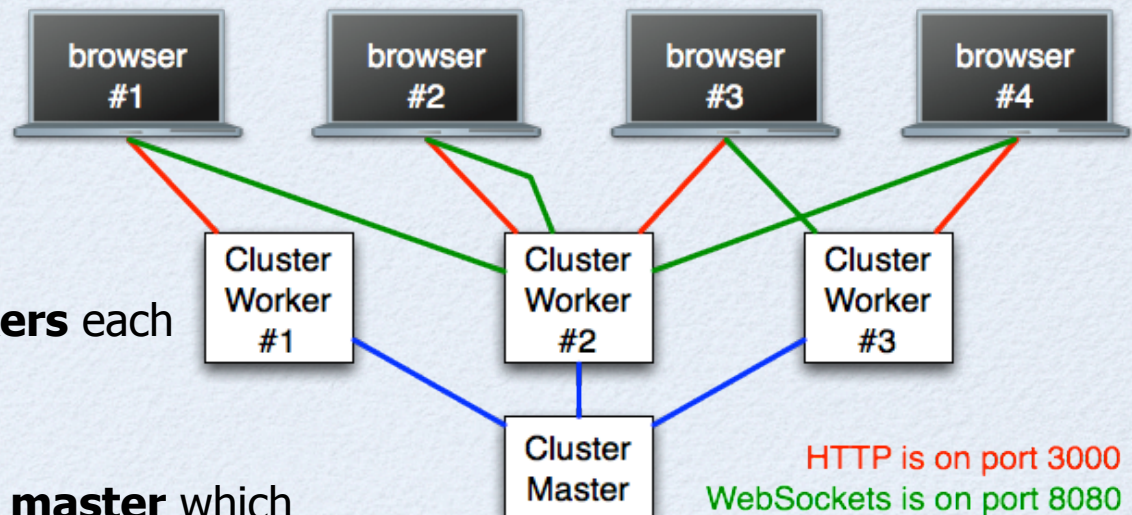 browser
#1
browser
#2
browser
#3
browser
#4
Cluster
Worker
#1
Cluster
Worker
#2
Cluster
Worker
#3
ers each
Cluster
Master
master which
HTTP is on port 3000
WebSockets is on port 8080